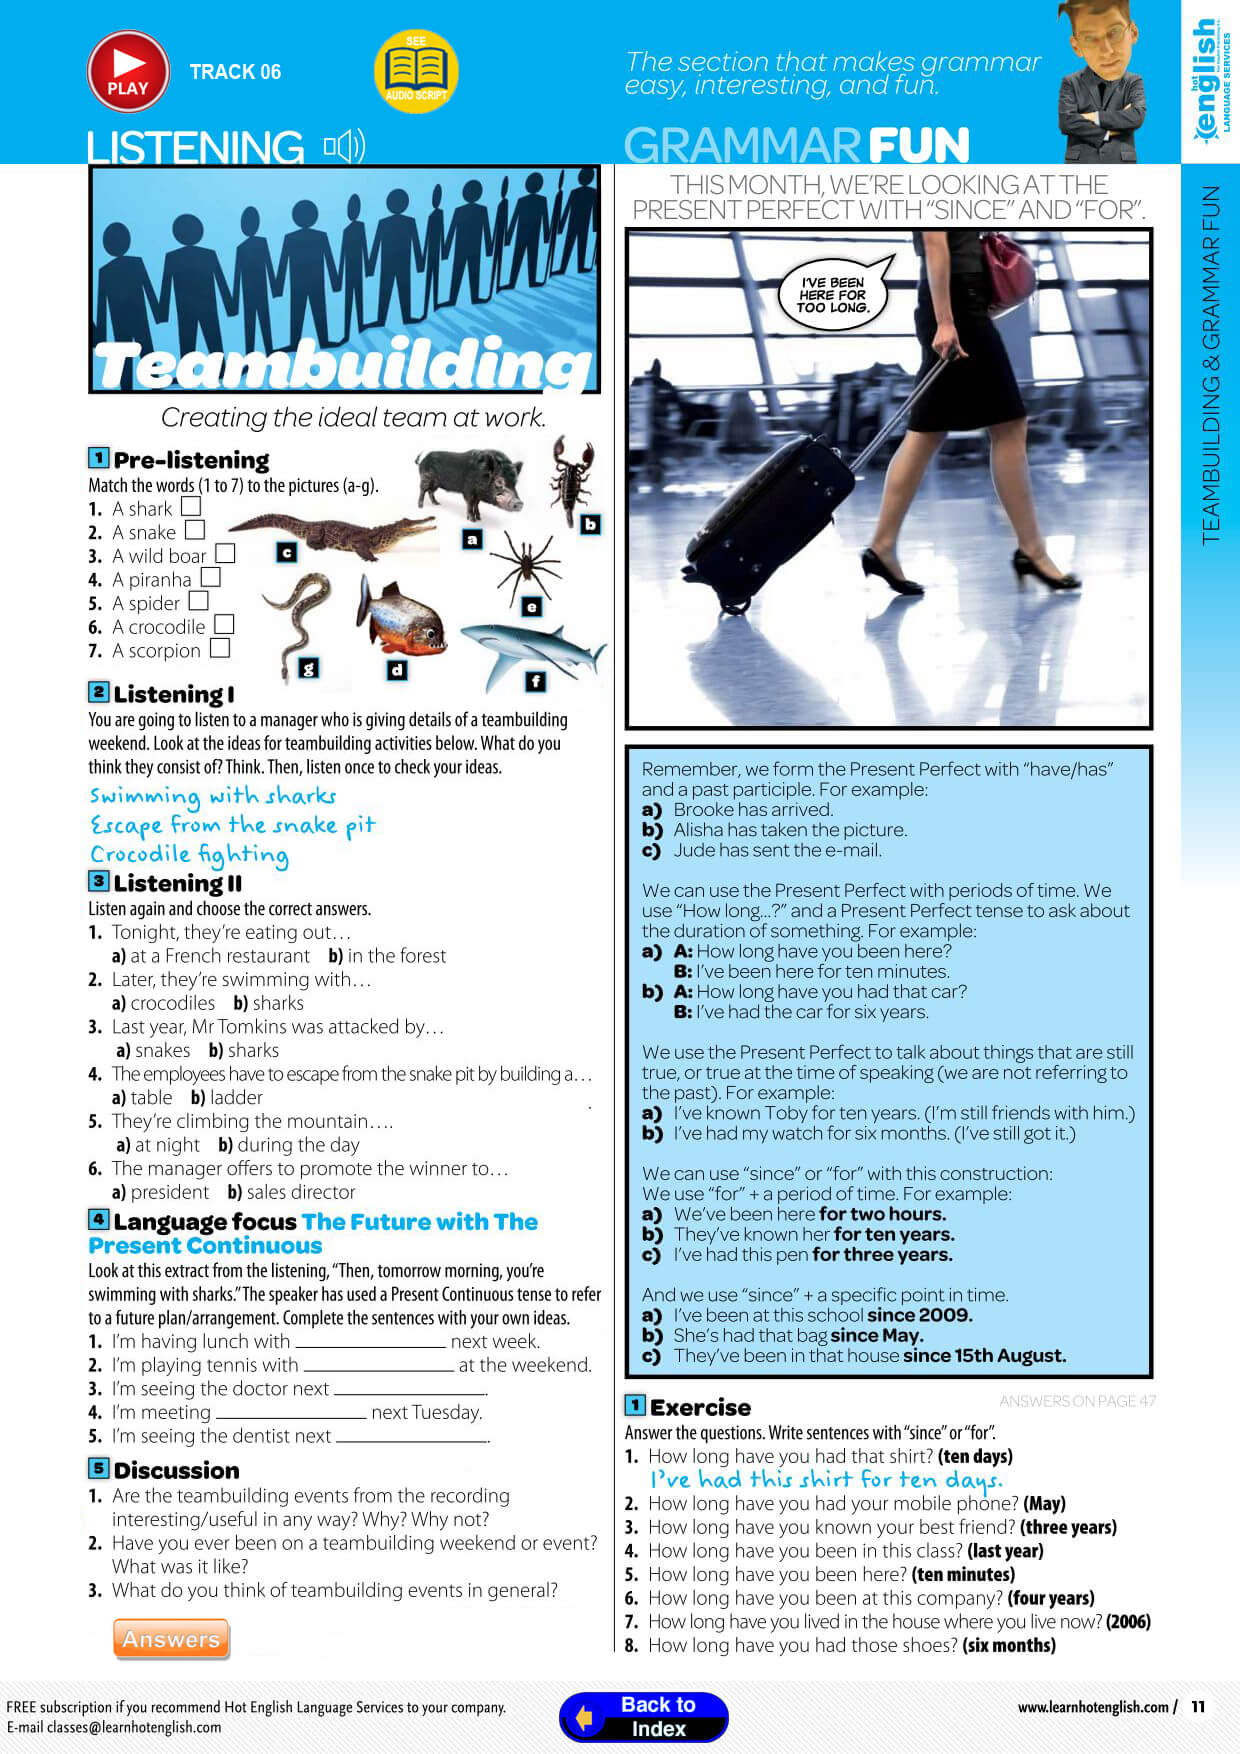 PLAY
TRACK 06
SEE
AUDIO SCRIPT
LISTENING
Teambuilding
Creating the ideal team at work.
1 Pre-listening
Match the words (1 to 7) to the pictures (a-g).
1. A shark
2. A snake
3. A wild boar
4. A piranha
5. A spider
6. A crocodile
7. A scorpion
a
b
c
e
g
d
f
2 Listening I
You are going to listen to a manager who is giving details of a teambuilding
weekend. Look at the ideas for teambuilding activities below. What do you
think they consist of? Think. Then, listen once to check your ideas.
Swimming with sharks
Escape from the snake pit
Crocodile fighting
3 Listening II
Listen again and choose the correct answers.
1. Tonight, they're eating out…
a) at a French restaurant b) in the forest
2. Later, they're swimming with…
a) crocodiles b) sharks
3. Last year, Mr Tomkins was attacked by…
a) snakes b) sharks
4. The employees have to escape from the snake pit by building a…
a) table b) ladder
5. They're climbing the mountain….
a) at night b) during the day
6. The manager offers to promote the winner to…
a) president b) sales director
4 Language focus The Future with The
Present Continuous
Look at this extract from the listening, "Then, tomorrow morning, you're
swimming with sharks." The speaker has used a Present Continuous tense to refer
to a future plan/arrangement. Complete the sentences with your own ideas.
1. I'm having lunch with ______________ next week.
2. I'm playing tennis with ______________ at the weekend.
3. I'm seeing the doctor next ______________.
4. I'm meeting ______________ next Tuesday.
5. I'm seeing the dentist next ______________.
5 Discussion
1. Are the teambuilding events from the recording
interesting/useful in any way? Why? Why not?
2. Have you ever been on a teambuilding weekend or event?
What was it like?
3. What do you think of teambuilding events in general?
Answers
The section that makes grammar
easy, interesting, and fun.
GRAMMAR FUN
THIS MONTH, WE'RE LOOKING AT THE
PRESENT PERFECT WITH "SINCE" AND "FOR".
I'VE BEEN
HERE FOR
TOO LONG.
Remember, we form the Present Perfect with "have/has"
and a past participle. For example:
a) Brooke has arrived.
b) Alisha has taken the picture.
c) Jude has sent the e-mail.
We can use the Present Perfect with periods of time. We
use "How long...?" and a Present Perfect tense to ask about
the duration of something. For example:
a) A: How long have you been here?
B: I've been here for ten minutes.
b) A: How long have you had that car?
B: I've had the car for six years.
We use the Present Perfect to talk about things that are still
true, or true at the time of speaking (we are not referring to
the past). For example:
a) I've known Toby for ten years. (I'm still friends with him.)
b) I've had my watch for six months. (I've still got it.)
We can use "since" or "for" with this construction:
We use "for" + a period of time. For example:
a) We've been here for two hours.
b) They've known her for ten years.
c) I've had this pen for three years.
And we use "since" + a specific point in time.
a) I've been at this school since 2009.
b) She's had that bag since May.
c) They've been in that house since 15th August.
ANSWERS ON PAGE 47
1 Exercise
Answer the questions. Write sentences with "since" or "for".
1. How long have you had that shirt? (ten days)
I've had this shirt for ten days.
2. How long have you had your mobile phone? (May)
3. How long have you known your best friend? (three years)
4. How long have you been in this class? (last year)
5. How long have you been here? (ten minutes)
6. How long have you been at this company? (four years)
7. How long have you lived in the house where you live now? (2006)
8. How long have you had those shoes? (six months)
hot english
LANGUAGE SERVICES
TEAMBUILDING & GRAMMAR FUN
FREE subscription if you recommend Hot English Language Services to your company.
E-mail classes@learnhotenglish.com
Back to
Index
www.learnhotenglish.com / 11